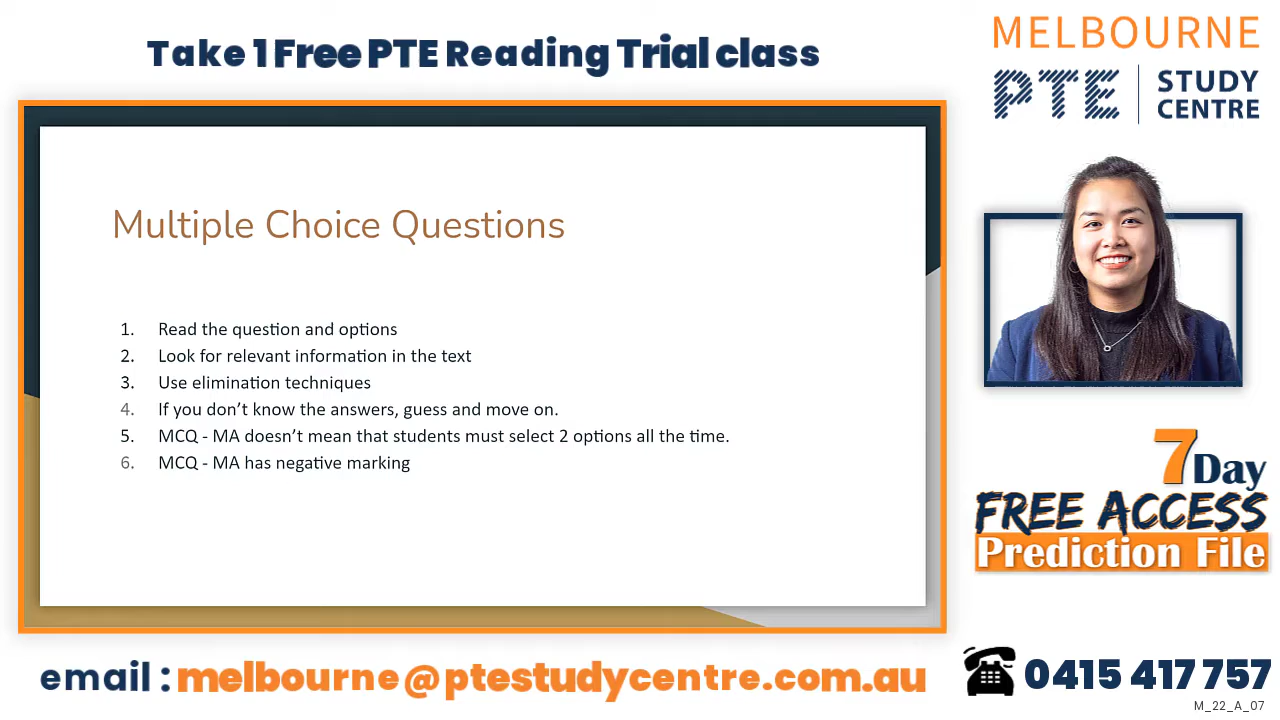 Take 1 Free PTE Reading Trial class
MELBOURNE
PTE
STUDY
CENTRE
Multiple Choice Questions
1. Read the question and options
2. Look for relevant information in the text
3. Use elimination techniques
4. If you don’t know the answers, guess and move on.
5. MCQ - MA doesn’t mean that students must select 2 options all the time.
6. MCQ - MA has negative marking
7 Day
FREE ACCESS
Prediction File
email : melbourne@ptestudycentre.com.au
0415 417 757
M_22_A_07